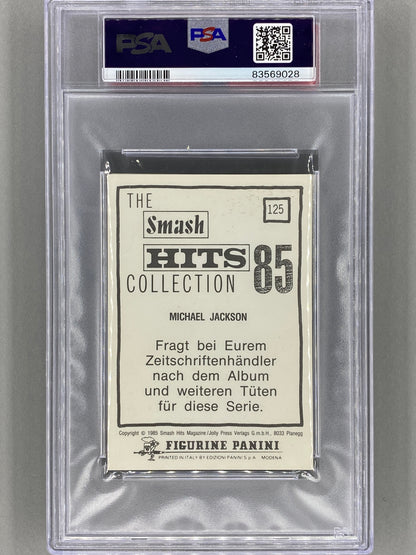 PSA
PSA
83569028
THE
Smash
125
HITS 85
COLLECTION
MICHAEL JACKSON
Fragt bei Eurem
Zeitschriftenhändler
nach dem Album
und weiteren Tüten
für diese Serie.
Copyright © 1985 Smash Hits Magazine/Jolly Press Verlags G.m.b.H., 8033 Planegg
FIGURINE PANINI
PRINTED IN ITALY BY EDIZIONI PANINI S.p.A. MODENA